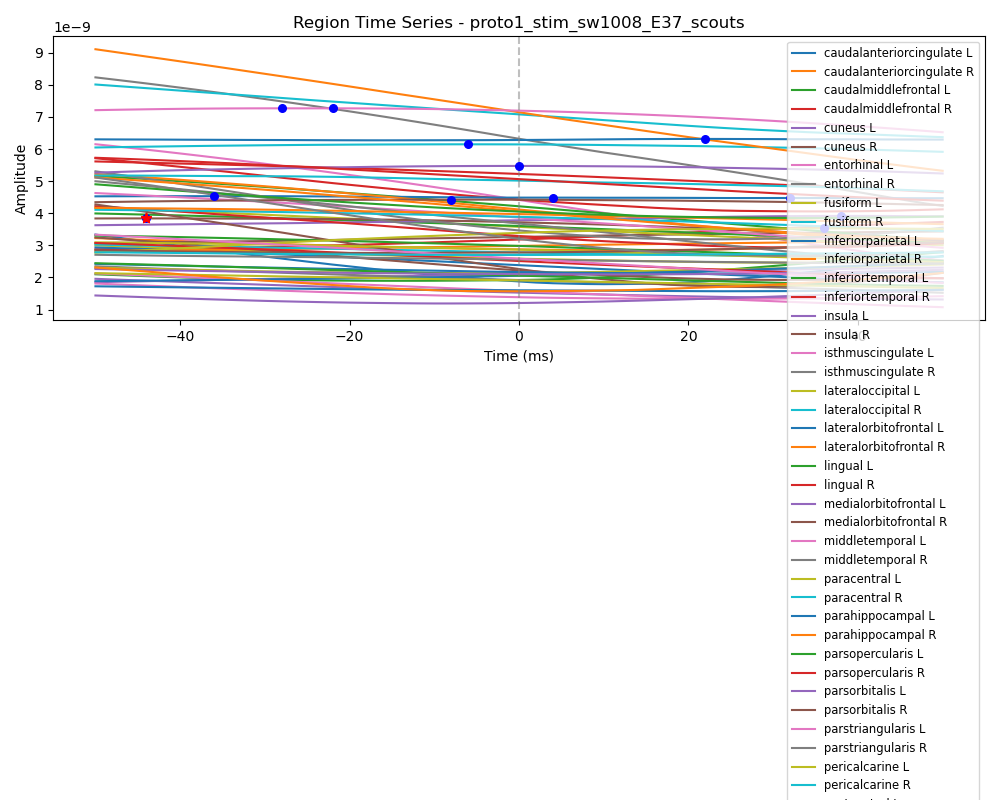 Region Time Series - proto1_stim_sw1008_E37_scouts
1e−9
9
8
7
6
5
4
3
2
1
Amplitude
−40
−20
0
20
40
Time (ms)
caudalanteriorcingulate L
caudalanteriorcingulate R
caudalmiddlefrontal L
caudalmiddlefrontal R
cuneus L
cuneus R
entorhinal L
entorhinal R
fusiform L
fusiform R
inferiorparietal L
inferiorparietal R
inferiortemporal L
inferiortemporal R
insula L
insula R
isthmuscingulate L
isthmuscingulate R
lateraloccipital L
lateraloccipital R
lateralorbitofrontal L
lateralorbitofrontal R
lingual L
lingual R
medialorbitofrontal L
medialorbitofrontal R
middletemporal L
middletemporal R
paracentral L
paracentral R
parahippocampal L
parahippocampal R
parsopercularis L
parsopercularis R
parsorbitalis L
parsorbitalis R
parstriangularis L
parstriangularis R
pericalcarine L
pericalcarine R